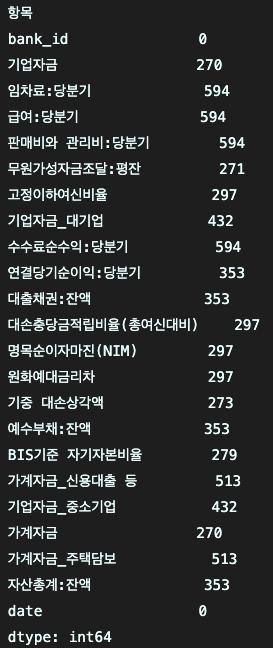 항목
bank_id 0
기업자금 270
임차료:당분기 594
급여:당분기 594
판매비와 관리비:당분기 594
무원가성자금조달:평잔 271
고정이하여신비율 297
기업자금_대기업 432
수수료순수익:당분기 594
연결당기순이익:당분기 353
대출채권:잔액 353
대손충당금적립비율(총여신대비) 297
명목순이자마진(NIM) 297
원화예대금리차 297
기중 대손상각액 273
예수부채:잔액 353
BIS기준 자기자본비율 279
가계자금_신용대출 등 513
기업자금_중소기업 432
가계자금 270
가계자금_주택담보 513
자산총계:잔액 353
date 0
dtype: int64